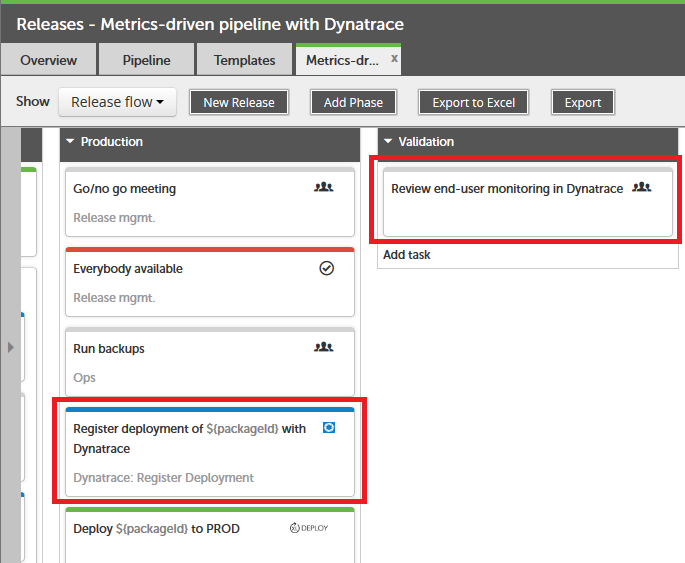 Releases - Metrics-driven pipeline with Dynatrace
Overview
Pipeline
Templates
Metrics-dr... x
Show
Release flow
New Release
Add Phase
Export to Excel
Export
Production
Go/no go meeting
Release mgmt.
Everybody available
Release mgmt.
Run backups
Ops
Register deployment of ${packageId} with
Dynatrace
Dynatrace: Register Deployment
Deploy ${packageId} to PROD
DEPLOY
Validation
Review end-user monitoring in Dynatrace
Add task